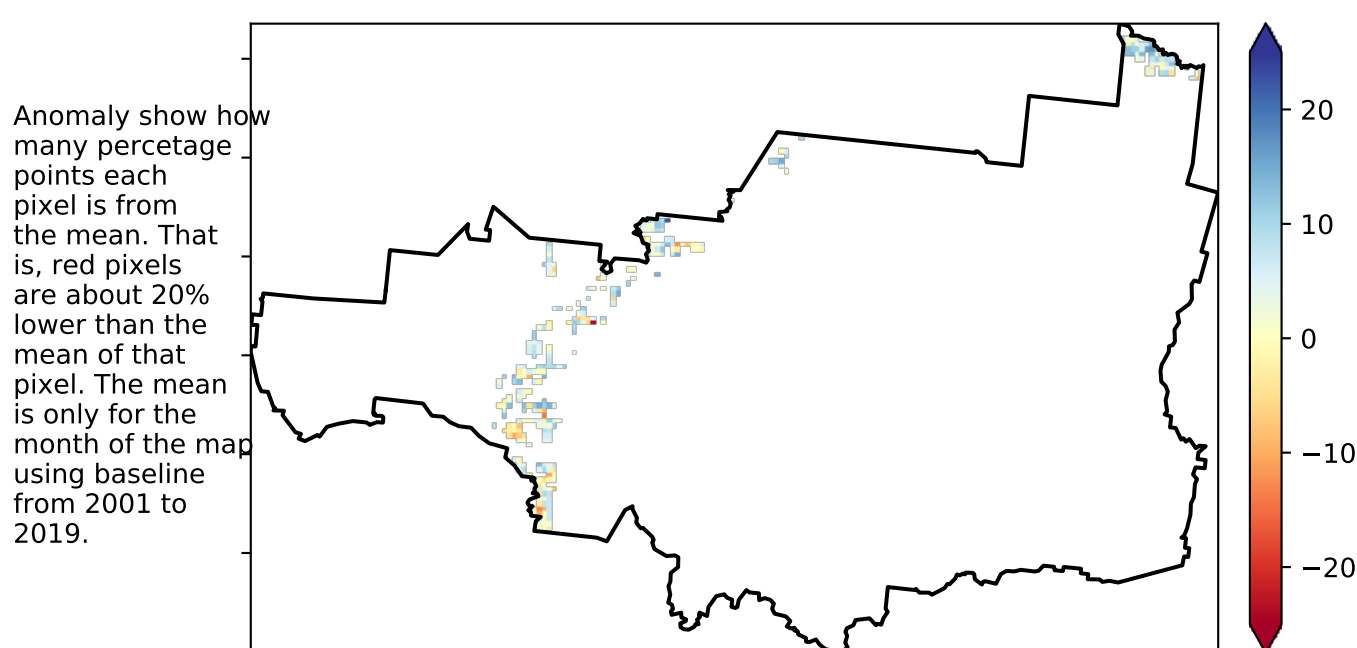 Anomaly show how
many percetage
points each
pixel is from
the mean. That
is, red pixels
are about 20%
lower than the
mean of that
pixel. The mean
is only for the
month of the map
using baseline
from 2001 to
2019.
20
10
0
−10
−20